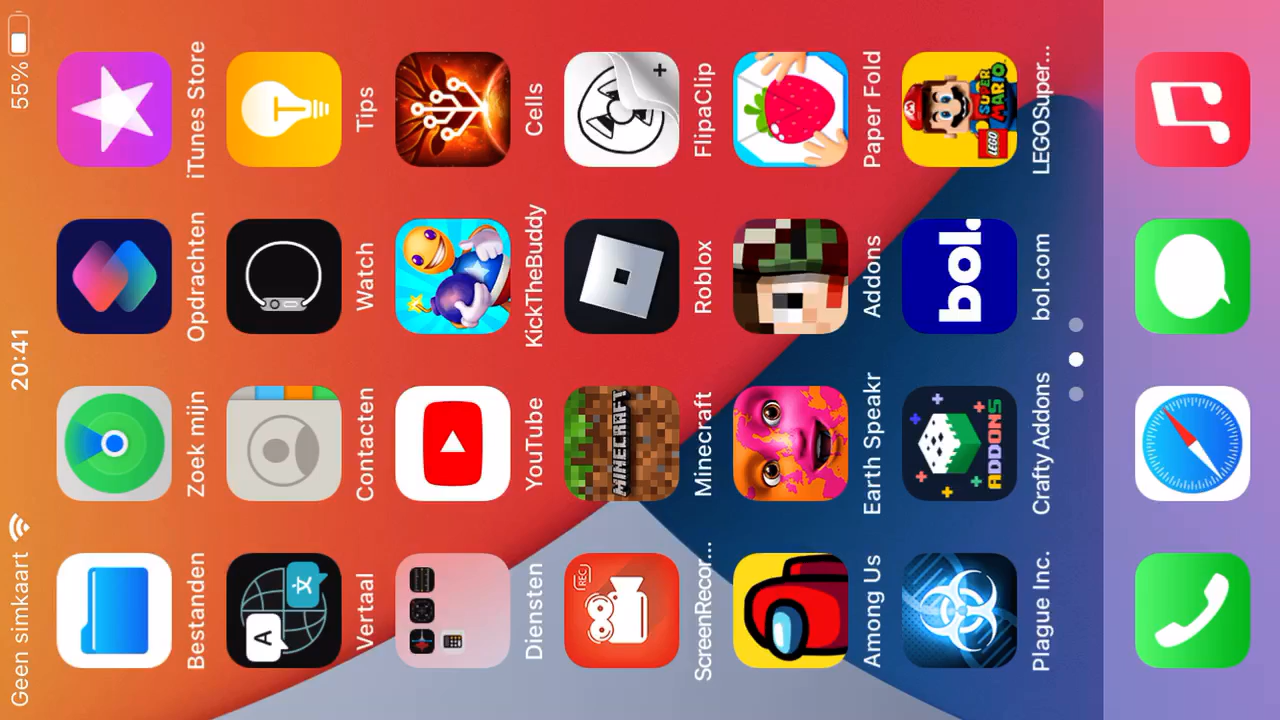 Geen simkaart 20:41 55%
Bestanden Zoek mijn Opdrachten iTunes Store
A 文
Vertaal Contacten Watch Tips
Diensten YouTube KickTheBuddy Cells
REC MINECRAFT
ScreenRecor... Minecraft Roblox FlipaClip
Among Us Earth Speakr Addons Paper Fold
ADDONS bol. LEGO SUPER MARIO
Plague Inc. Crafty Addons bol.com LEGOSuper...